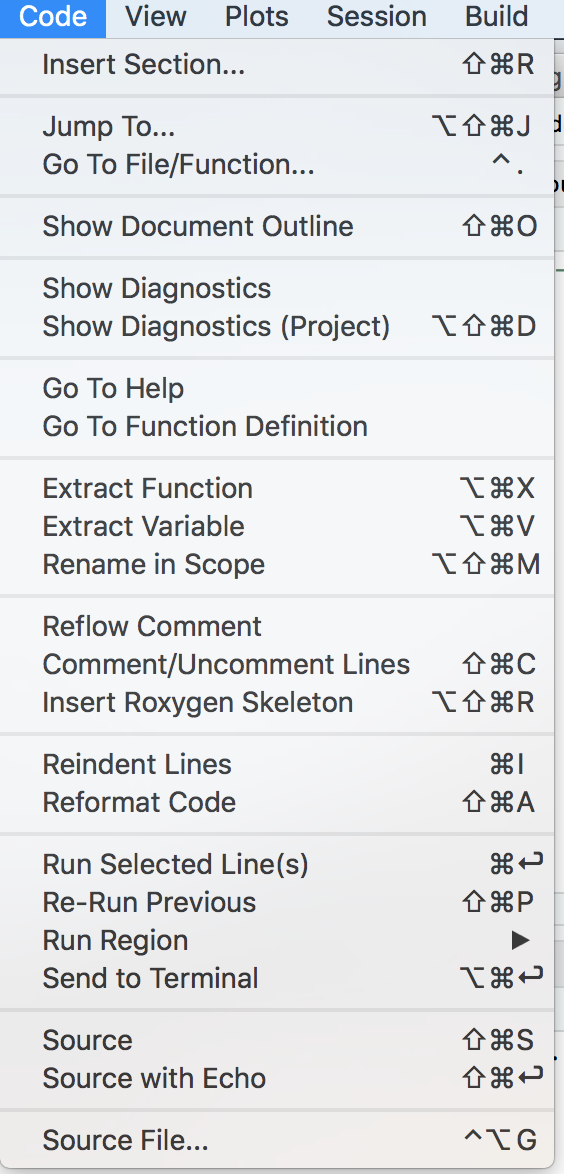 Code View Plots Session Build
Insert Section... ⇧⌘R
Jump To... ⌥⇧⌘J
Go To File/Function... ^ .
Show Document Outline ⇧⌘O
Show Diagnostics
Show Diagnostics (Project) ⌥⇧⌘D
Go To Help
Go To Function Definition
Extract Function ⌥⌘X
Extract Variable ⌥⌘V
Rename in Scope ⌥⇧⌘M
Reflow Comment
Comment/Uncomment Lines ⇧⌘C
Insert Roxygen Skeleton ⌥⇧⌘R
Reindent Lines ⌘I
Reformat Code ⇧⌘A
Run Selected Line(s) ⌘↩
Re-Run Previous ⇧⌘P
Run Region ▶
Send to Terminal ⌥⌘↩
Source ⇧⌘S
Source with Echo ⇧⌘↩
Source File... ^⌥G